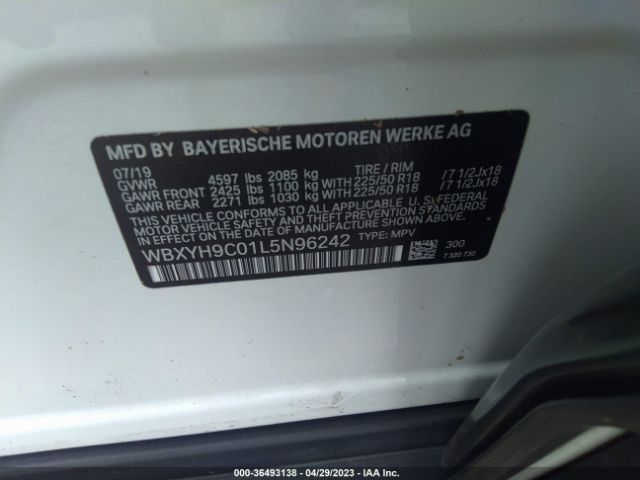 MFD BY BAYERISCHE MOTOREN WERKE AG
07/19
GVWR 4597 lbs 2085 kg TIRE / RIM
GAWR FRONT 2425 lbs 1100 kg WITH 225/50 R18 /7 1/2Jx18
GAWR REAR 2271 lbs 1030 kg WITH 225/50 R18 /7 1/2Jx18
THIS VEHICLE CONFORMS TO ALL APPLICABLE U.S. FEDERAL
MOTOR VEHICLE SAFETY AND THEFT PREVENTION STANDARDS
IN EFFECT ON THE DATE OF MANUFACTURE SHOWN ABOVE.
WBXYH9C01L5N96242 TYPE: MPV
300
7 320 730
000-36493138 - 04/29/2023 - IAA Inc.